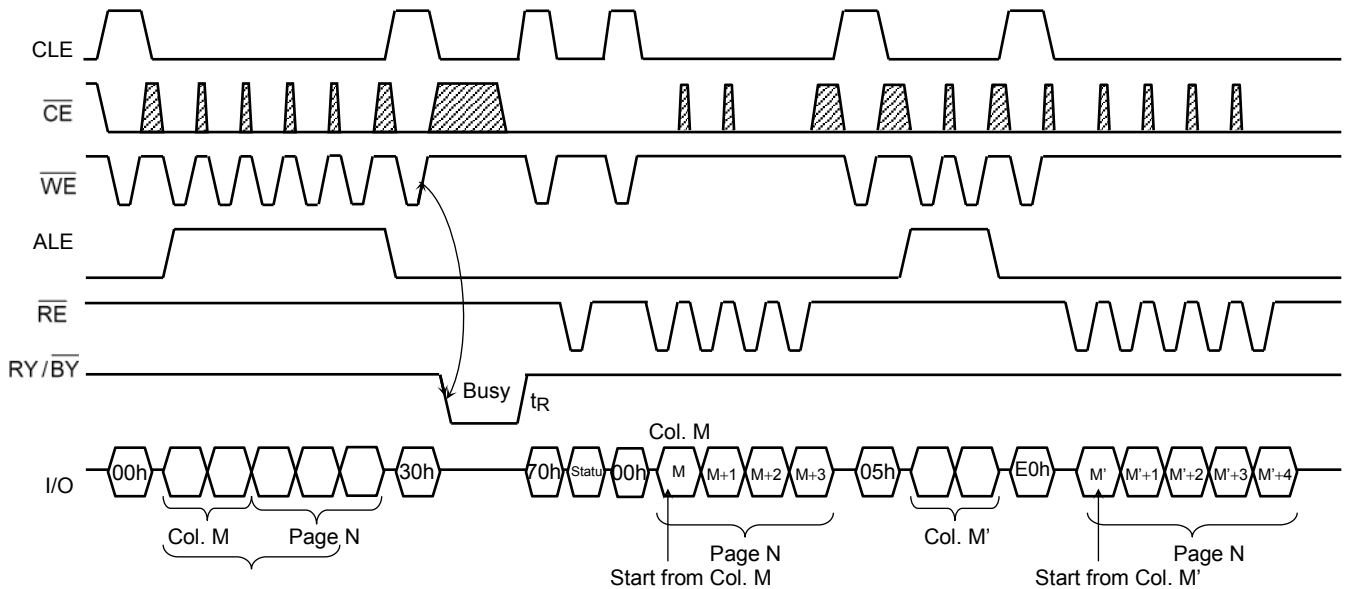 CLE
CE
WE
ALE
RE
RY/BY
Busy
tR
Col. M
I/O
00h
30h
70h
Statu
00h
M
M+1
M+2
M+3
05h
E0h
M'
M'+1
M'+2
M'+3
M'+4
Col. M
Page N
Page N
Col. M’
Page N
Start from Col. M
Start from Col. M’